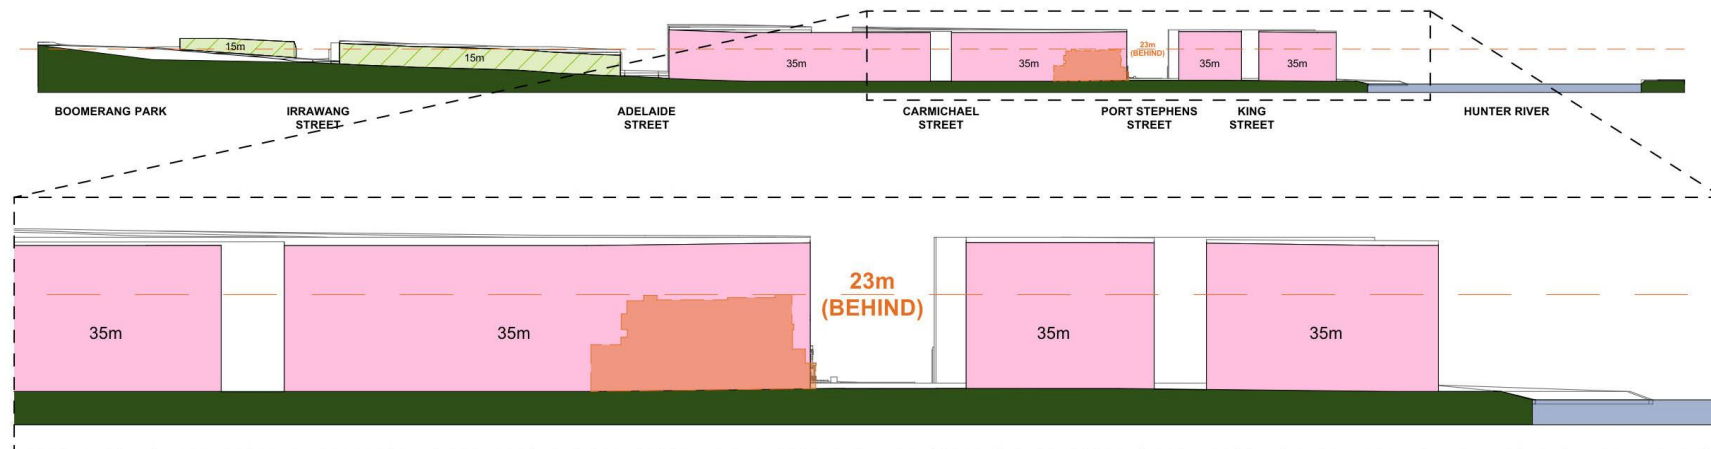 15m
15m
35m
35m
23m
(BEHIND)
35m
35m
BOOMERANG PARK
IRRAWANG
STREET
ADELAIDE
STREET
CARMICHAEL
STREET
PORT STEPHENS
STREET
KING
STREET
HUNTER RIVER
35m
35m
23m
(BEHIND)
35m
35m